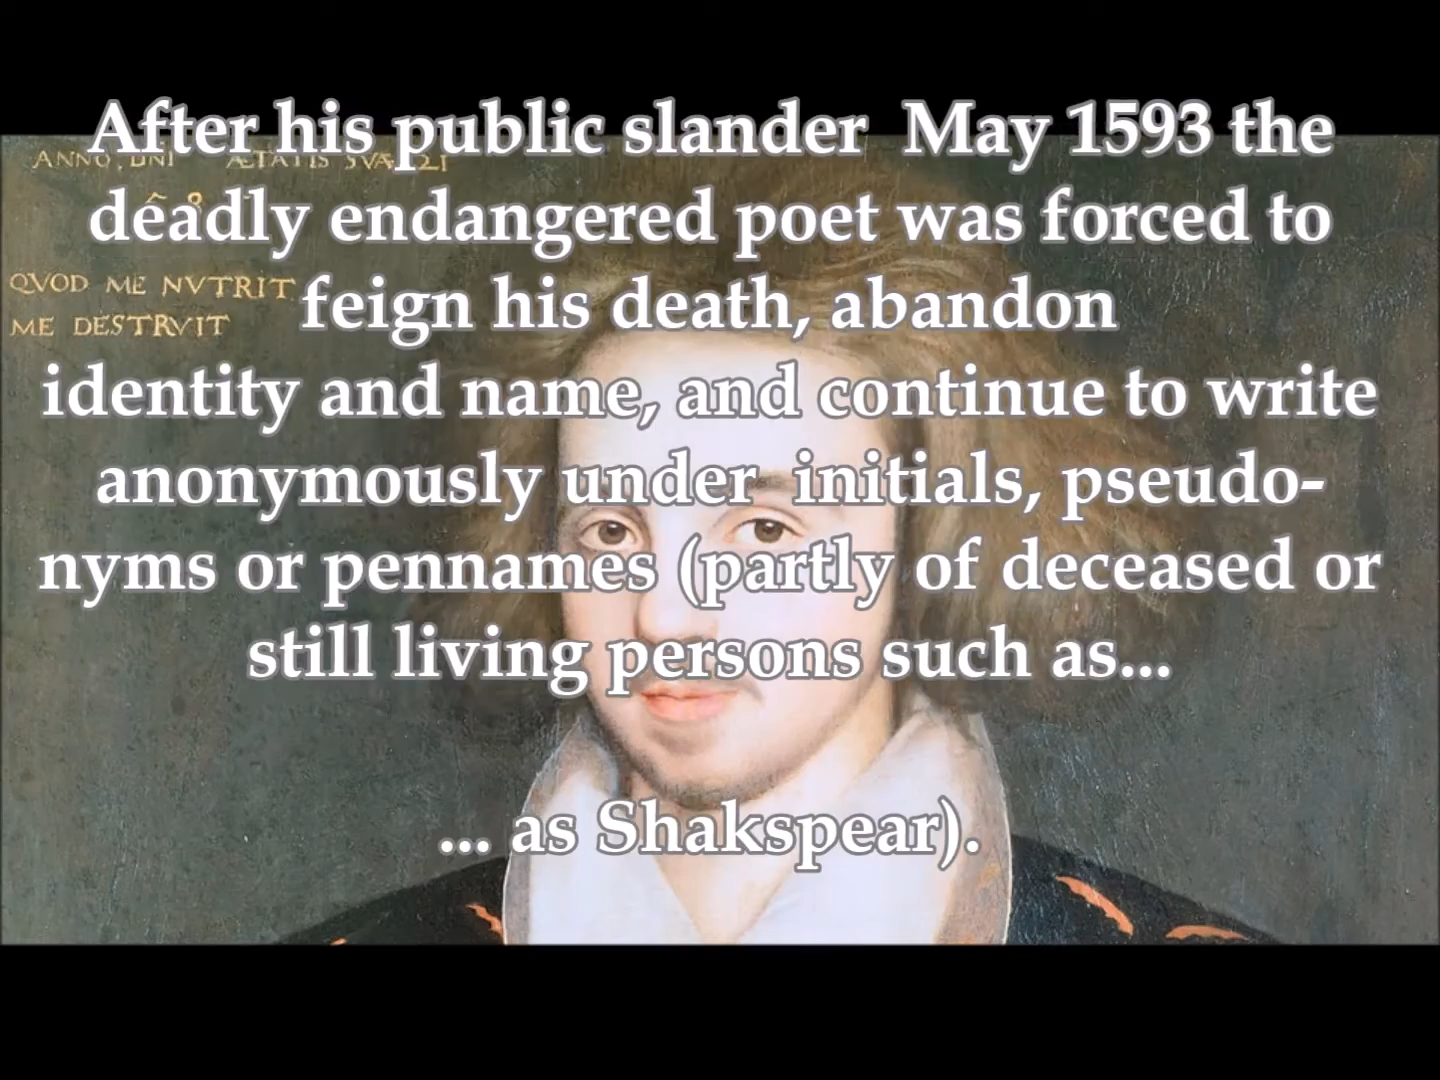 After his public slander May 1593 the
ANNO. DNI ÆTATIS SVÆ 21
deadly endangered poet was forced to
QVOD ME NVTRIT
feign his death, abandon
ME DESTRVIT
identity and name, and continue to write
anonymously under initials, pseudo-
nyms or pennames (partly of deceased or
still living persons such as...
... as Shakspear).